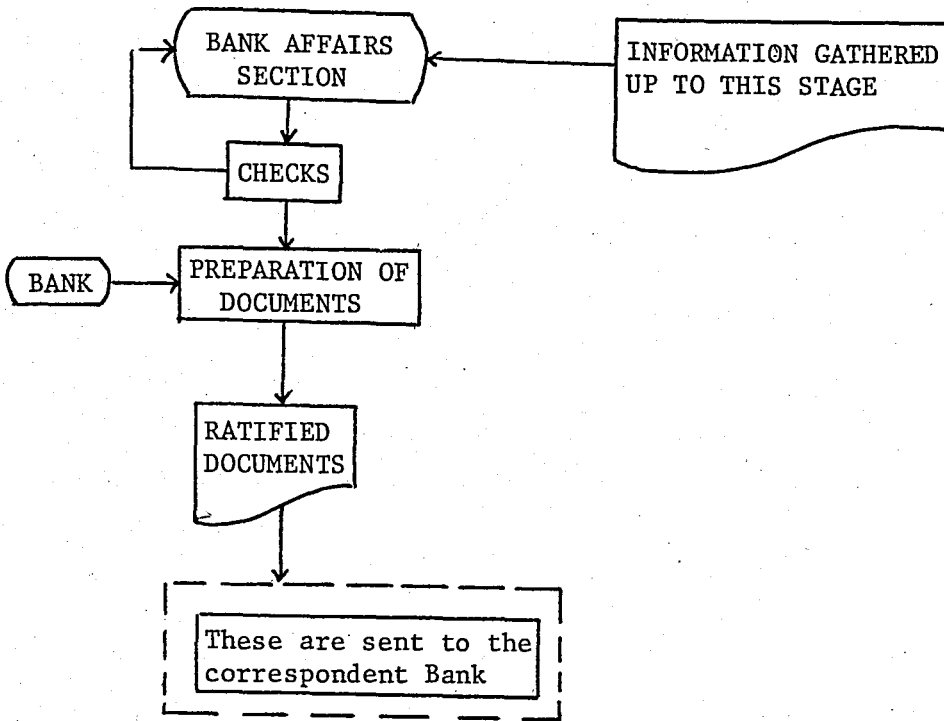 BANK AFFAIRS
SECTION
INFORMATION GATHERED
UP TO THIS STAGE
CHECKS
BANK
PREPARATION OF
DOCUMENTS
RATIFIED
DOCUMENTS
These are sent to the
correspondent Bank